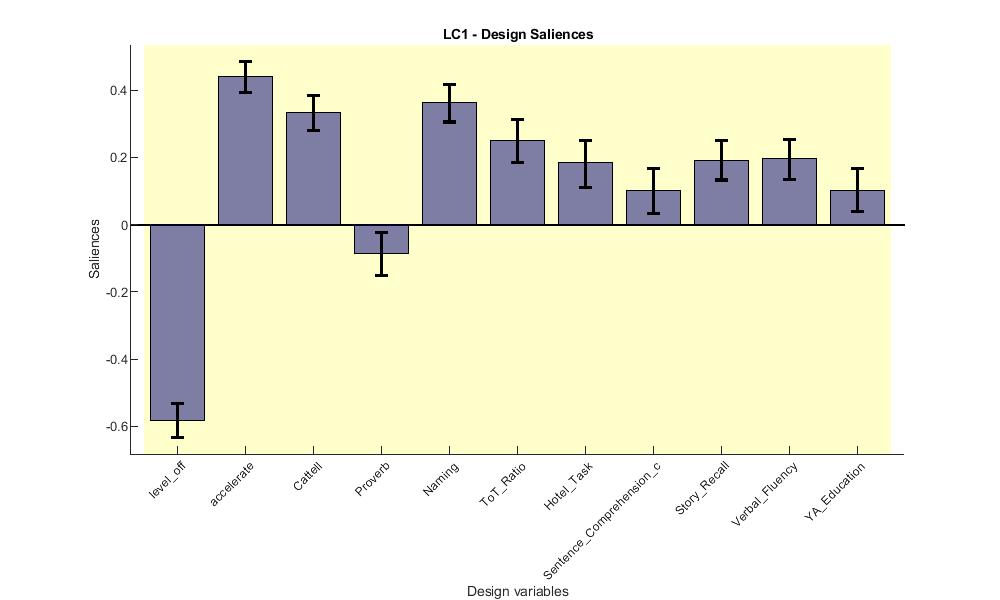 LC1 - Design Saliences
Saliences
0.4
0.2
0
-0.2
-0.4
-0.6
level_off
accelerate
Cattell
Proverb
Naming
ToT_Ratio
Hotel_Task
Sentence_Comprehension_c
Story_Recall
Verbal_Fluency
YA_Education
Design variables